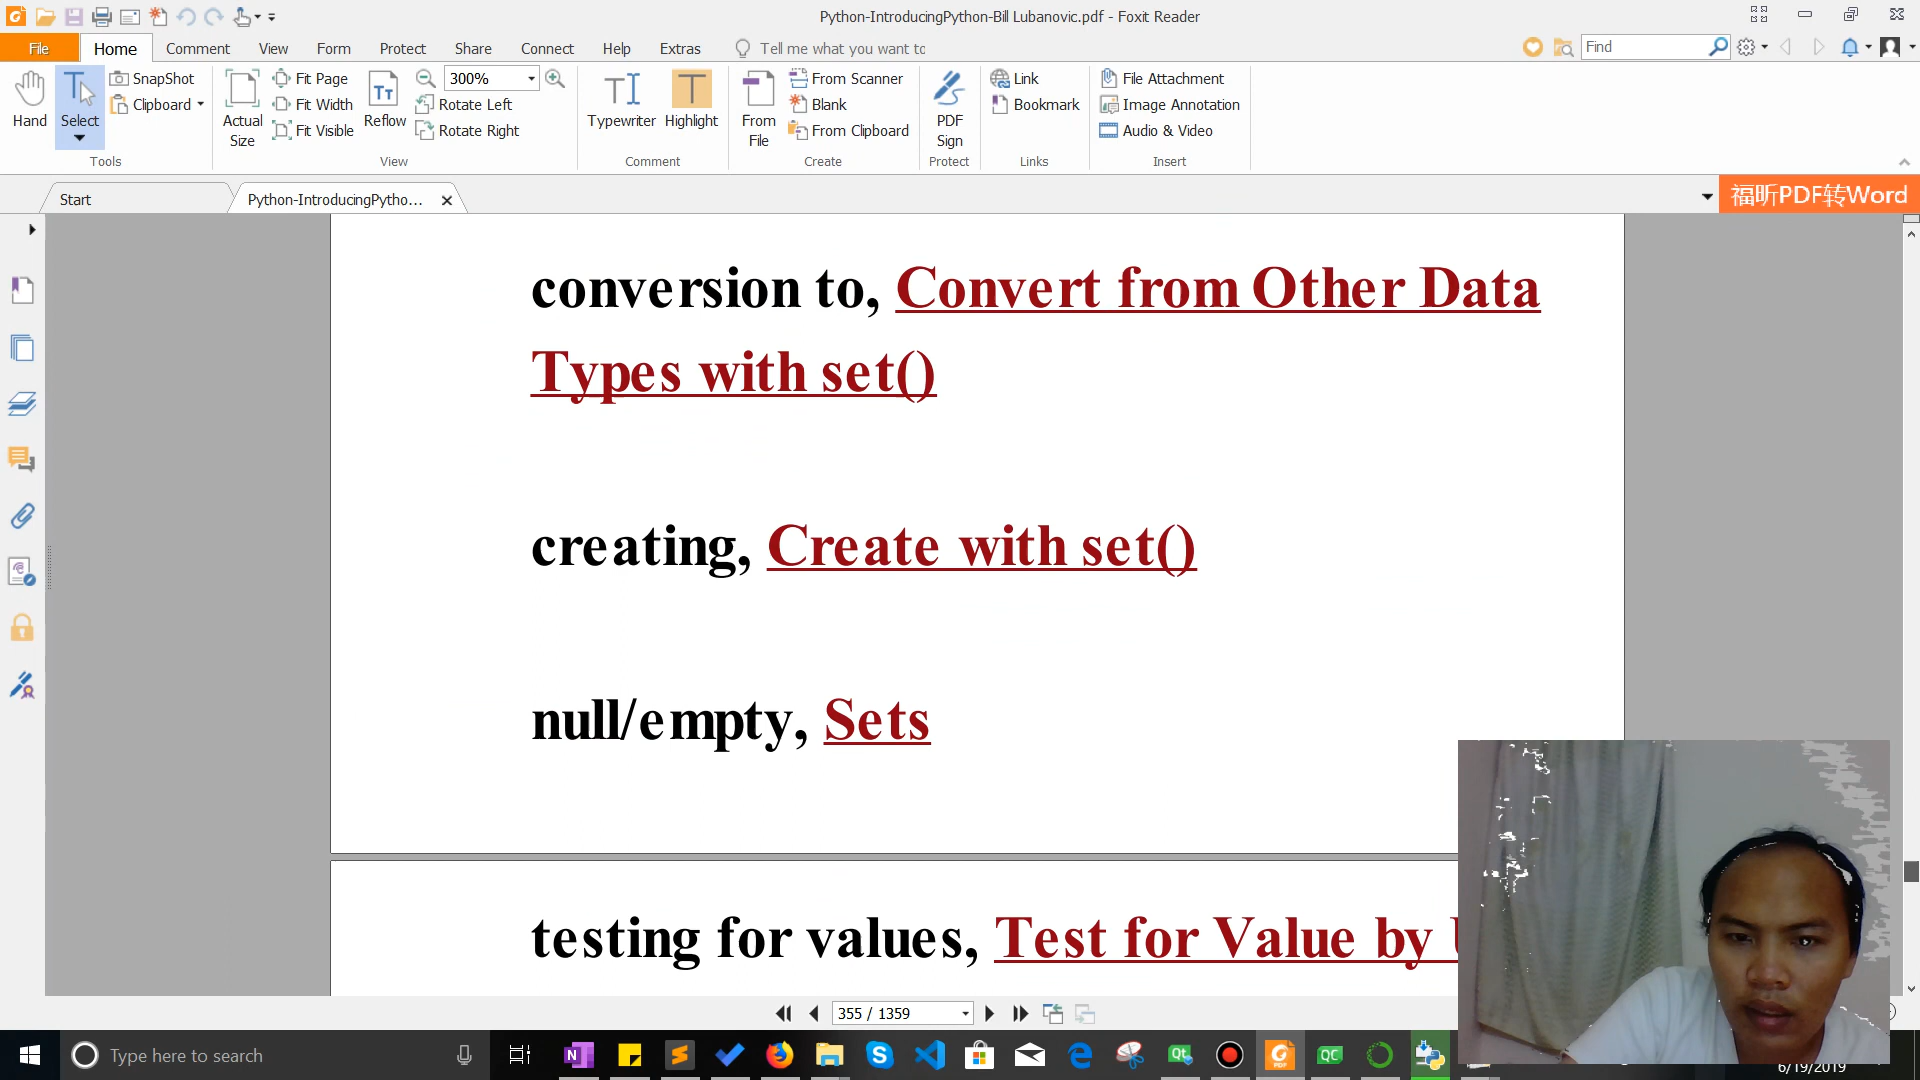 Python-IntroducingPython-Bill Lubanovic.pdf - Foxit Reader
File
Home
Comment
View
Form
Protect
Share
Connect
Help
Extras
Tell me what you want to
Find
Hand
Select
SnapShot
Clipboard
Tools
Actual
Size
Fit Page
Fit Width
Fit Visible
Reflow
300%
Rotate Left
Rotate Right
View
Typewriter
Highlight
Comment
From
File
From Scanner
Blank
From Clipboard
Create
PDF
Sign
Protect
Link
Bookmark
Links
File Attachment
Image Annotation
Audio & Video
Insert
Start
Python-IntroducingPytho...
福昕PDF转Word
conversion to, Convert from Other Data
Types with set()
creating, Create with set()
null/empty, Sets
testing for values, Test for Value by
355 / 1359
Type here to search
6/19/2019